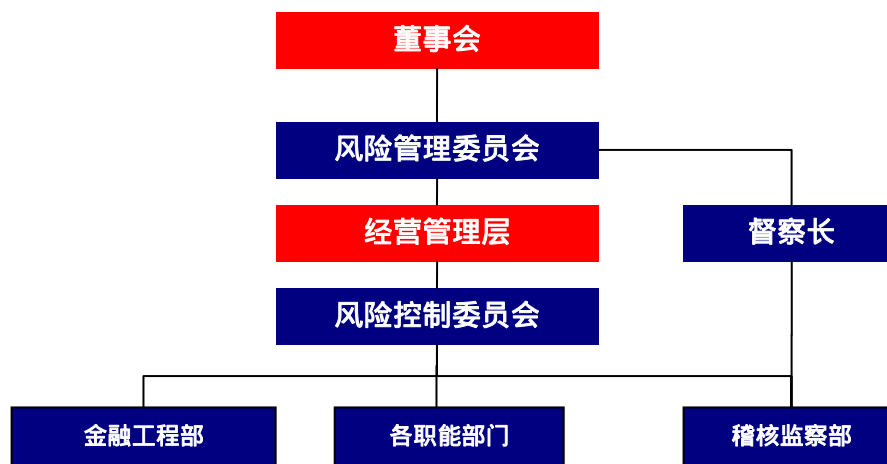 董事会
风险管理委员会
经营管理层
督察长
风险控制委员会
金融工程部
各职能部门
稽核监察部